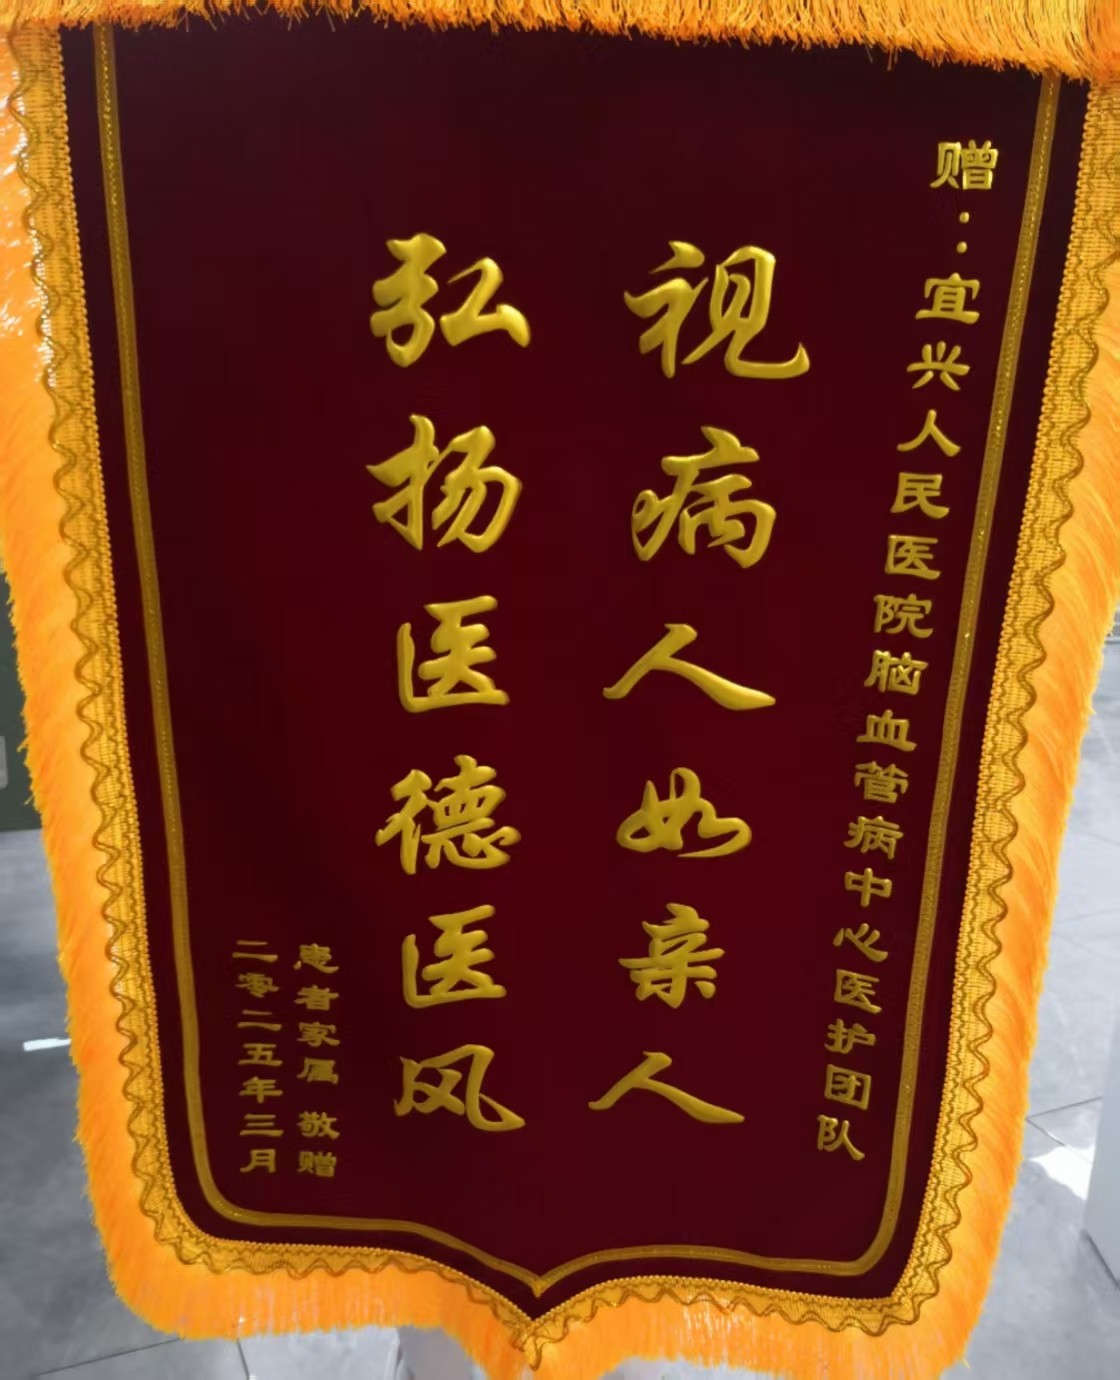 赠：宜兴人民医院脑血管病中心医护团队
视病人如亲人
弘扬医德医风
患者家属 敬赠
二零二五年三月